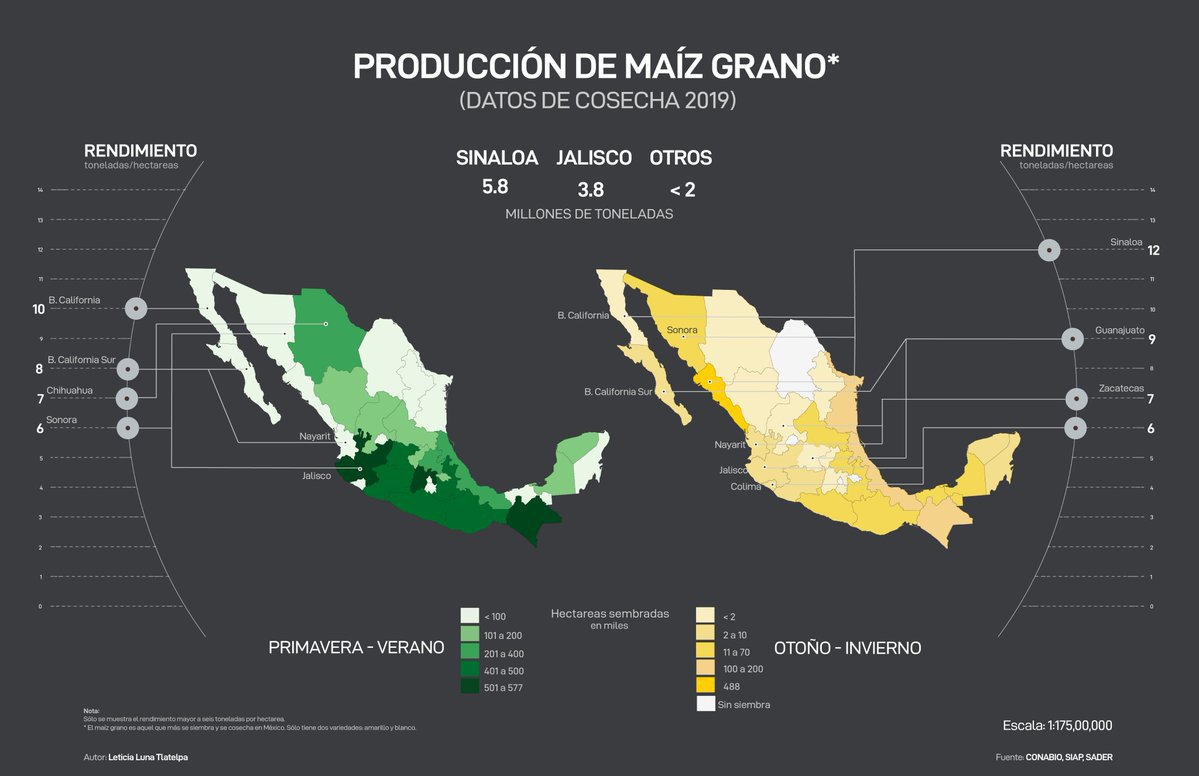 PRODUCCIÓN DE MAÍZ GRANO*
(DATOS DE COSECHA 2019)
SINALOA JALISCO OTROS
5.8 3.8 < 2
MILLONES DE TONELADAS
RENDIMIENTO
toneladas/hectareas
14
13
12
11
10 B. California
9
8 B. California Sur
7 Chihuahua
6 Sonora
5
4
3
2
1
0
Nayarit
Jalisco
B. California
Sonora
B. California Sur
Nayarit
Jalisco
Colima
RENDIMIENTO
toneladas/hectareas
14
13
Sinaloa 12
11
10
Guanajuato 9
8
Zacatecas 7
6
5
4
3
2
1
0
PRIMAVERA - VERANO
< 100
101 a 200
201 a 400
401 a 500
501 a 577
Hectareas sembradas
en miles
< 2
2 a 10
11 a 70
100 a 200
488
Sin siembra
OTOÑO - INVIERNO
Nota:
Sólo se muestra el rendimiento mayor a seis toneladas por hectarea.
* El maíz grano es aquel que más se siembra y se cosecha en México. Sólo tiene dos variedades: amarillo y blanco.
Escala: 1:175,00,000
Autor: Leticia Luna Tlatelpa
Fuente: CONABIO, SIAP, SADER